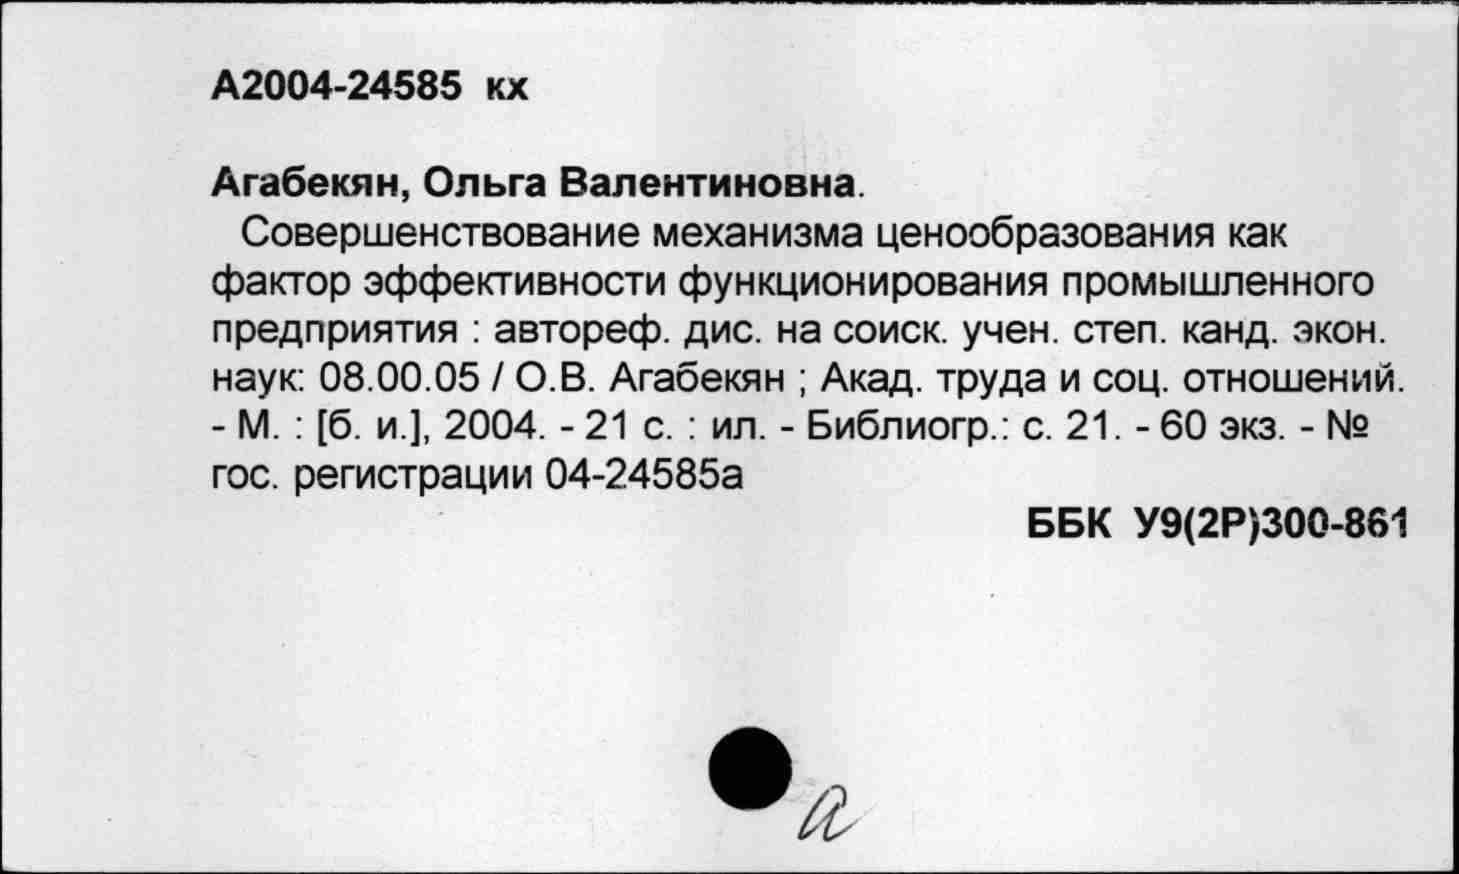 А2004-24585 кх
Агабекян, Ольга Валентиновна.
Совершенствование механизма ценообразования как
фактор эффективности функционирования промышленного
предприятия : автореф. дис. на соиск. учен. степ. канд. экон.
наук: 08.00.05 / О.В. Агабекян ; Акад. труда и соц. отношений.
- М. : [б. и.], 2004. - 21 с. : ил. - Библиогр.: с. 21. - 60 экз. - №
гос. регистрации 04-24585а
ББК У9(2Р)300-861
а